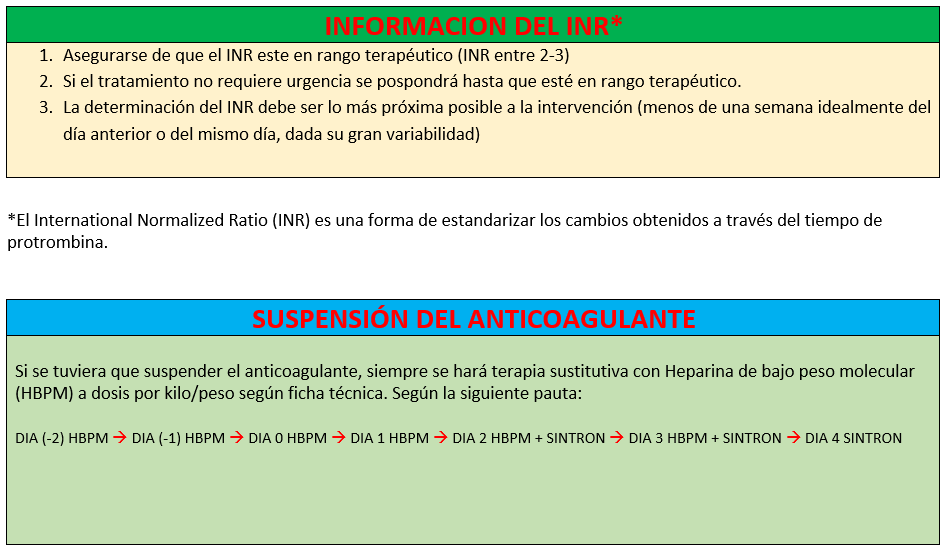 INFORMACION DEL INR*
1. Asegurarse de que el INR este en rango terapéutico (INR entre 2-3)
2. Si el tratamiento no requiere urgencia se pospondrá hasta que esté en rango terapéutico.
3. La determinación del INR debe ser lo más próxima posible a la intervención (menos de una semana idealmente del
día anterior o del mismo día, dada su gran variabilidad)
*El International Normalized Ratio (INR) es una forma de estandarizar los cambios obtenidos a través del tiempo de
protrombina.
SUSPENSIÓN DEL ANTICOAGULANTE
Si se tuviera que suspender el anticoagulante, siempre se hará terapia sustitutiva con Heparina de bajo peso molecular
(HBPM) a dosis por kilo/peso según ficha técnica. Según la siguiente pauta:
DIA (-2) HBPM → DIA (-1) HBPM → DIA 0 HBPM → DIA 1 HBPM → DIA 2 HBPM + SINTRON → DIA 3 HBPM + SINTRON → DIA 4 SINTRON